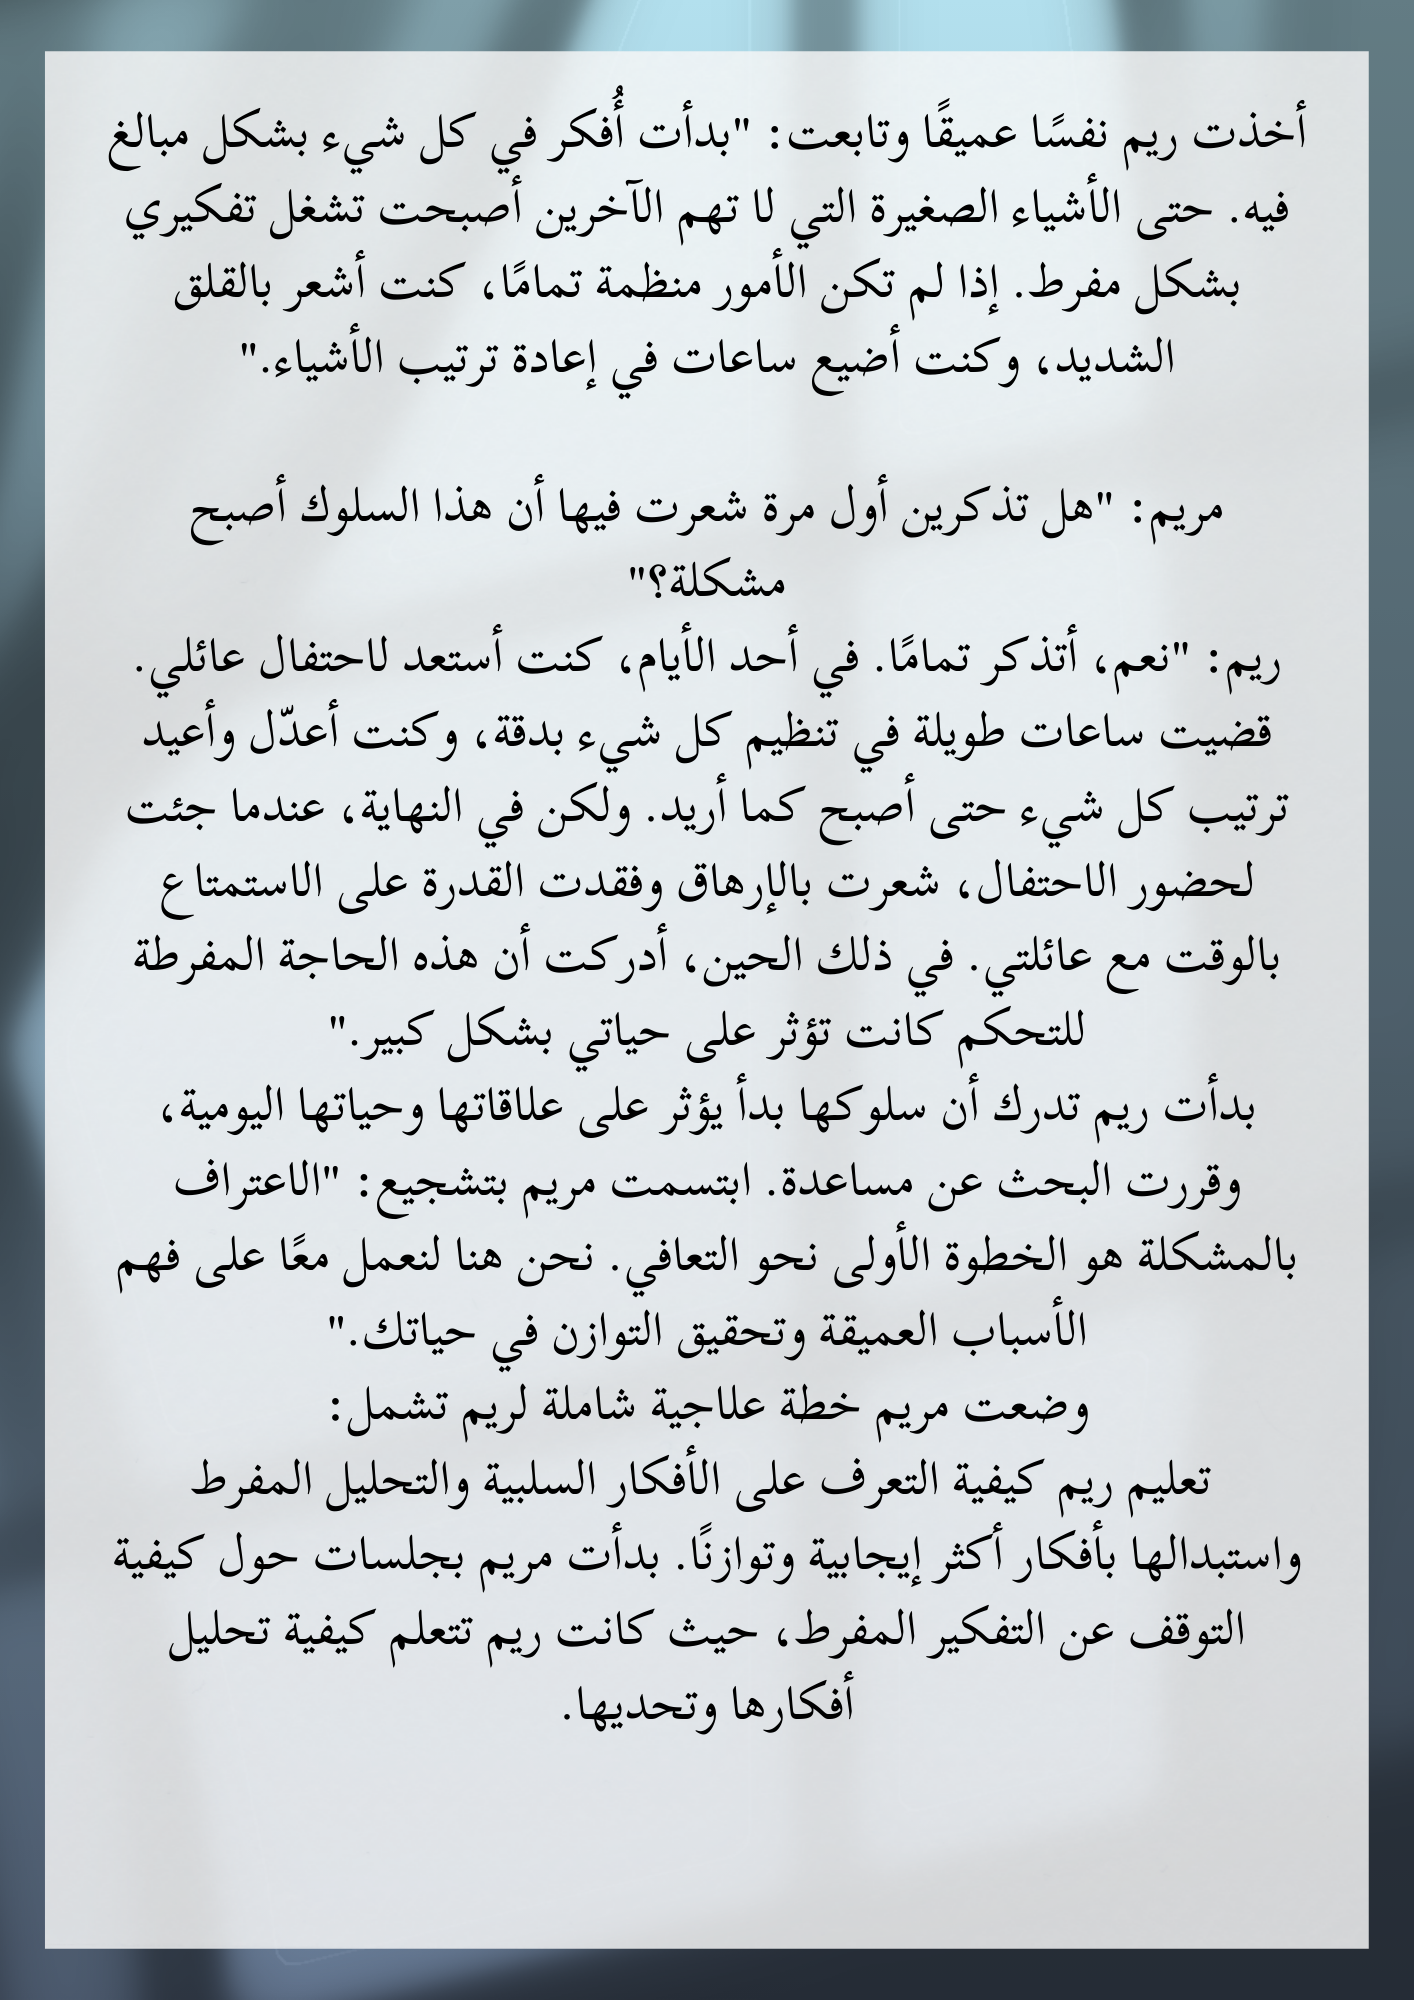 أخذت ريم نفسًا عميقًا وتابعت: "بدأت أُفكر في كل شيء بشكل مبالغ
فيه. حتى الأشياء الصغيرة التي لا تهم الآخرين أصبحت تشغل تفكيري
بشكل مفرط. إذا لم تكن الأمور منظمة تمامًا، كنت أشعر بالقلق
الشديد، وكنت أضيع ساعات في إعادة ترتيب الأشياء."
مريم: "هل تذكرين أول مرة شعرت فيها أن هذا السلوك أصبح
مشكلة؟"
ريم: "نعم، أتذكر تمامًا. في أحد الأيام، كنت أستعد لاحتفال عائلي.
قضيت ساعات طويلة في تنظيم كل شيء بدقة، وكنت أعدّل وأعيد
ترتيب كل شيء حتى أصبح كما أريد. ولكن في النهاية، عندما جئت
لحضور الاحتفال، شعرت بالإرهاق وفقدت القدرة على الاستمتاع
بالوقت مع عائلتي. في ذلك الحين، أدركت أن هذه الحاجة المفرطة
للتحكم كانت تؤثر على حياتي بشكل كبير."
بدأت ريم تدرك أن سلوكها بدأ يؤثر على علاقاتها وحياتها اليومية،
وقررت البحث عن مساعدة. ابتسمت مريم بتشجيع: "الاعتراف
بالمشكلة هو الخطوة الأولى نحو التعافي. نحن هنا لنعمل معًا على فهم
الأسباب العميقة وتحقيق التوازن في حياتك."
وضعت مريم خطة علاجية شاملة لريم تشمل:
تعليم ريم كيفية التعرف على الأفكار السلبية والتحليل المفرط
واستبدالها بأفكار أكثر إيجابية وتوازنًا. بدأت مريم بجلسات حول كيفية
التوقف عن التفكير المفرط، حيث كانت ريم تتعلم كيفية تحليل
أفكارها وتحديها.